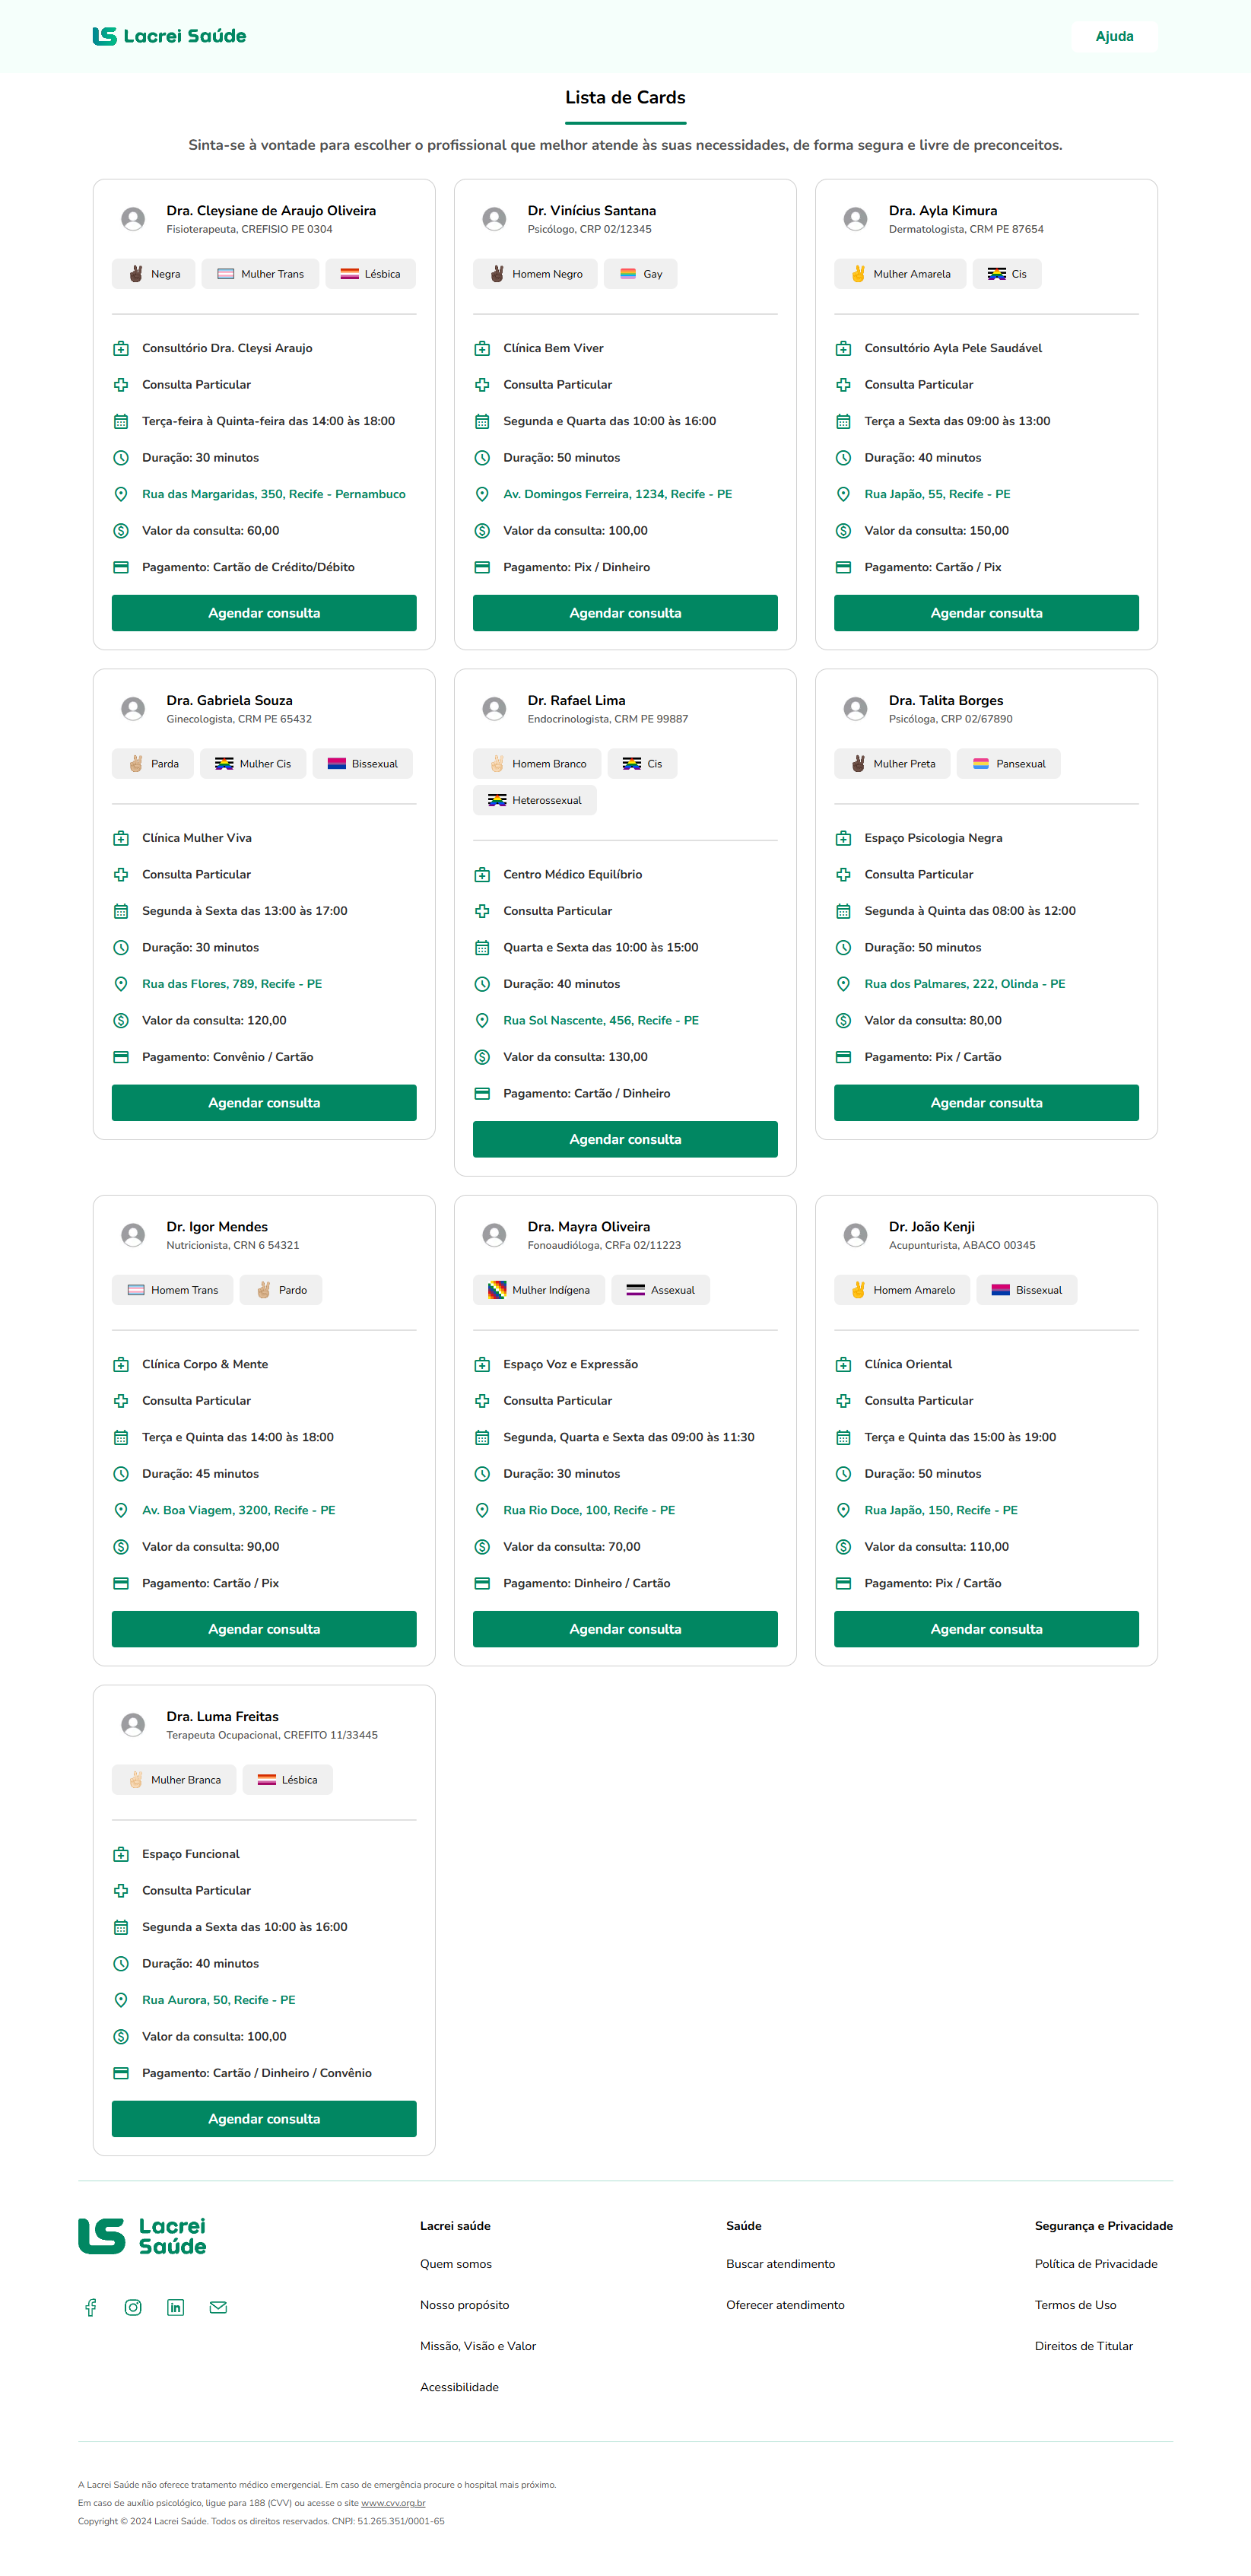 Lacrei Saúde
Ajuda
Lista de Cards
Sinta-se à vontade para escolher o profissional que melhor atende às suas necessidades, de forma segura e livre de preconceitos.
Dra. Cleysiane de Araujo Oliveira
Fisioterapeuta, CREFISIO PE 0304
Negra
Mulher Trans
Lésbica
Consultório Dra. Cleysi Araujo
Consulta Particular
Terça-feira à Quinta-feira das 14:00 às 18:00
Duração: 30 minutos
Rua das Margaridas, 350, Recife - Pernambuco
Valor da consulta: 60,00
Pagamento: Cartão de Crédito/Débito
Agendar consulta
Dr. Vinícius Santana
Psicólogo, CRP 02/12345
Homem Negro
Gay
Clínica Bem Viver
Consulta Particular
Segunda e Quarta das 10:00 às 16:00
Duração: 50 minutos
Av. Domingos Ferreira, 1234, Recife - PE
Valor da consulta: 100,00
Pagamento: Pix / Dinheiro
Agendar consulta
Dra. Ayla Kimura
Dermatologista, CRM PE 87654
Mulher Amarela
Cis
Consultório Ayla Pele Saudável
Consulta Particular
Terça a Sexta das 09:00 às 13:00
Duração: 40 minutos
Rua Japão, 55, Recife - PE
Valor da consulta: 150,00
Pagamento: Cartão / Pix
Agendar consulta
Dra. Gabriela Souza
Ginecologista, CRM PE 65432
Parda
Mulher Cis
Bissexual
Clínica Mulher Viva
Consulta Particular
Segunda à Sexta das 13:00 às 17:00
Duração: 30 minutos
Rua das Flores, 789, Recife - PE
Valor da consulta: 120,00
Pagamento: Convênio / Cartão
Agendar consulta
Dr. Rafael Lima
Endocrinologista, CRM PE 99887
Homem Branco
Cis
Heterossexual
Centro Médico Equilíbrio
Consulta Particular
Quarta e Sexta das 10:00 às 15:00
Duração: 40 minutos
Rua Sol Nascente, 456, Recife - PE
Valor da consulta: 130,00
Pagamento: Cartão / Dinheiro
Agendar consulta
Dra. Talita Borges
Psicóloga, CRP 02/67890
Mulher Preta
Pansexual
Espaço Psicologia Negra
Consulta Particular
Segunda à Quinta das 08:00 às 12:00
Duração: 50 minutos
Rua dos Palmares, 222, Olinda - PE
Valor da consulta: 80,00
Pagamento: Pix / Cartão
Agendar consulta
Dr. Igor Mendes
Nutricionista, CRN 6 54321
Homem Trans
Pardo
Clínica Corpo & Mente
Consulta Particular
Terça e Quinta das 14:00 às 18:00
Duração: 45 minutos
Av. Boa Viagem, 3200, Recife - PE
Valor da consulta: 90,00
Pagamento: Cartão / Pix
Agendar consulta
Dra. Mayra Oliveira
Fonoaudióloga, CRFa 02/11223
Mulher Indígena
Assexual
Espaço Voz e Expressão
Consulta Particular
Segunda, Quarta e Sexta das 09:00 às 11:30
Duração: 30 minutos
Rua Rio Doce, 100, Recife - PE
Valor da consulta: 70,00
Pagamento: Dinheiro / Cartão
Agendar consulta
Dr. João Kenji
Acupunturista, ABACO 00345
Homem Amarelo
Bissexual
Clínica Oriental
Consulta Particular
Terça e Quinta das 15:00 às 19:00
Duração: 50 minutos
Rua Japão, 150, Recife - PE
Valor da consulta: 110,00
Pagamento: Pix / Cartão
Agendar consulta
Dra. Luma Freitas
Terapeuta Ocupacional, CREFITO 11/33445
Mulher Branca
Lésbica
Espaço Funcional
Consulta Particular
Segunda a Sexta das 10:00 às 16:00
Duração: 40 minutos
Rua Aurora, 50, Recife - PE
Valor da consulta: 100,00
Pagamento: Cartão / Dinheiro / Convênio
Agendar consulta
Lacrei
Saúde
Lacrei saúde
Quem somos
Nosso propósito
Missão, Visão e Valor
Acessibilidade
Saúde
Buscar atendimento
Oferecer atendimento
Segurança e Privacidade
Política de Privacidade
Termos de Uso
Direitos de Titular
A Lacrei Saúde não oferece tratamento médico emergencial. Em caso de emergência procure o hospital mais próximo.
Em caso de auxílio psicológico, ligue para 188 (CVV) ou acesse o site www.cvv.org.br
Copyright © 2024 Lacrei Saúde. Todos os direitos reservados. CNPJ: 51.265.351/0001-65